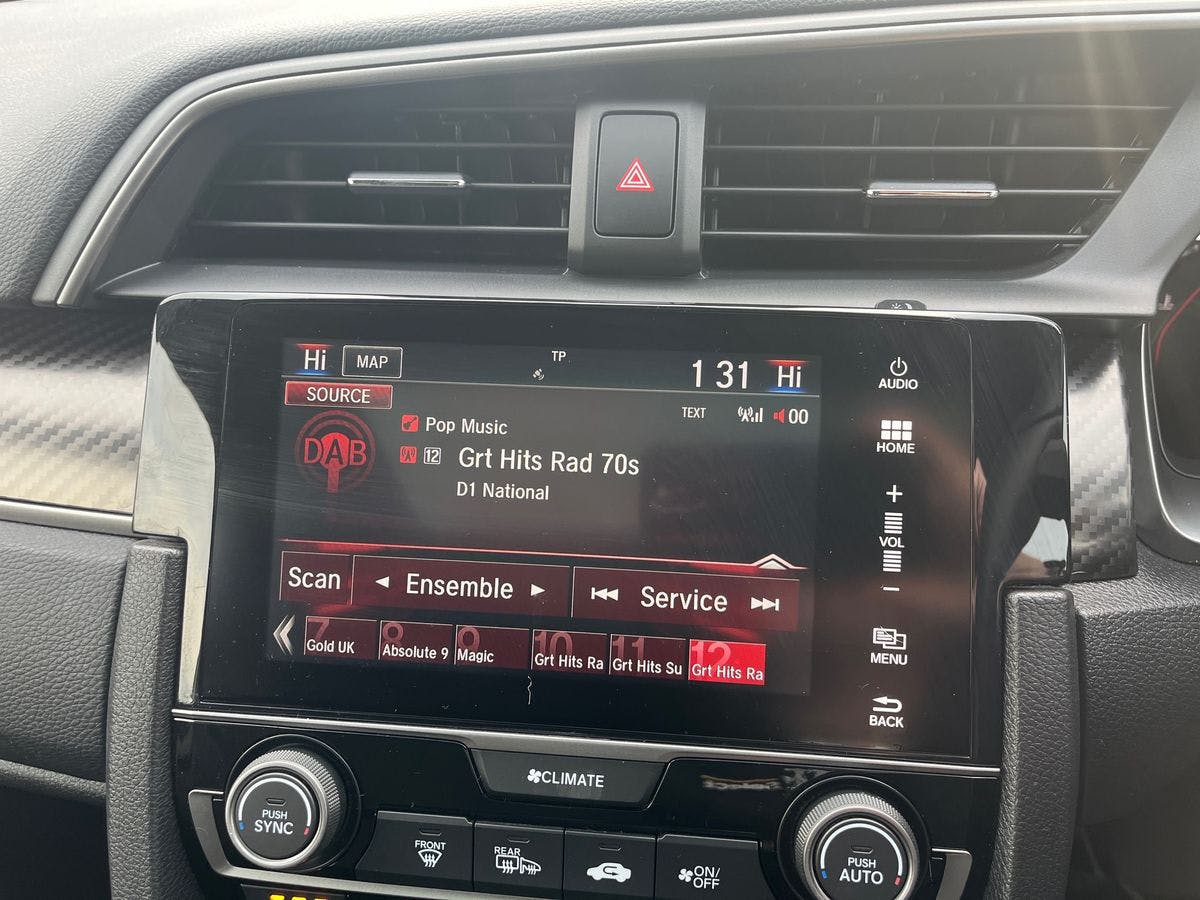 Hi MAP TP 1 31 Hi
SOURCE
TEXT 00
DAB
Pop Music
12 Grt Hits Rad 70s
D1 National
Scan Ensemble Service
7 Gold UK
8 Absolute 9
9 Magic
10 Grt Hits Ra
11 Grt Hits Su
12 Grt Hits Ra
AUDIO
HOME
+
VOL
−
MENU
BACK
CLIMATE
PUSH
SYNC
FRONT
REAR
ON/
OFF
PUSH
AUTO